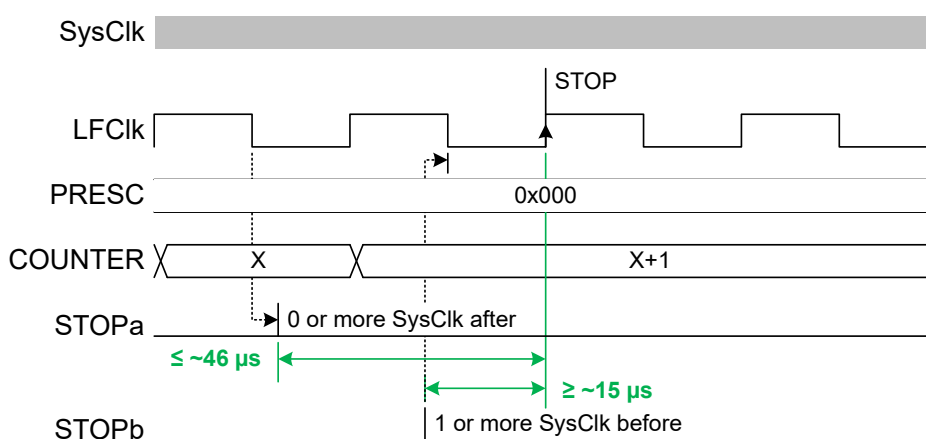 SysClk
STOP
LFClk
PRESC
0x000
COUNTER
X
X+1
STOPa
0 or more SysClk after
≤ ~46 µs
≥ ~15 µs
STOPb
1 or more SysClk before